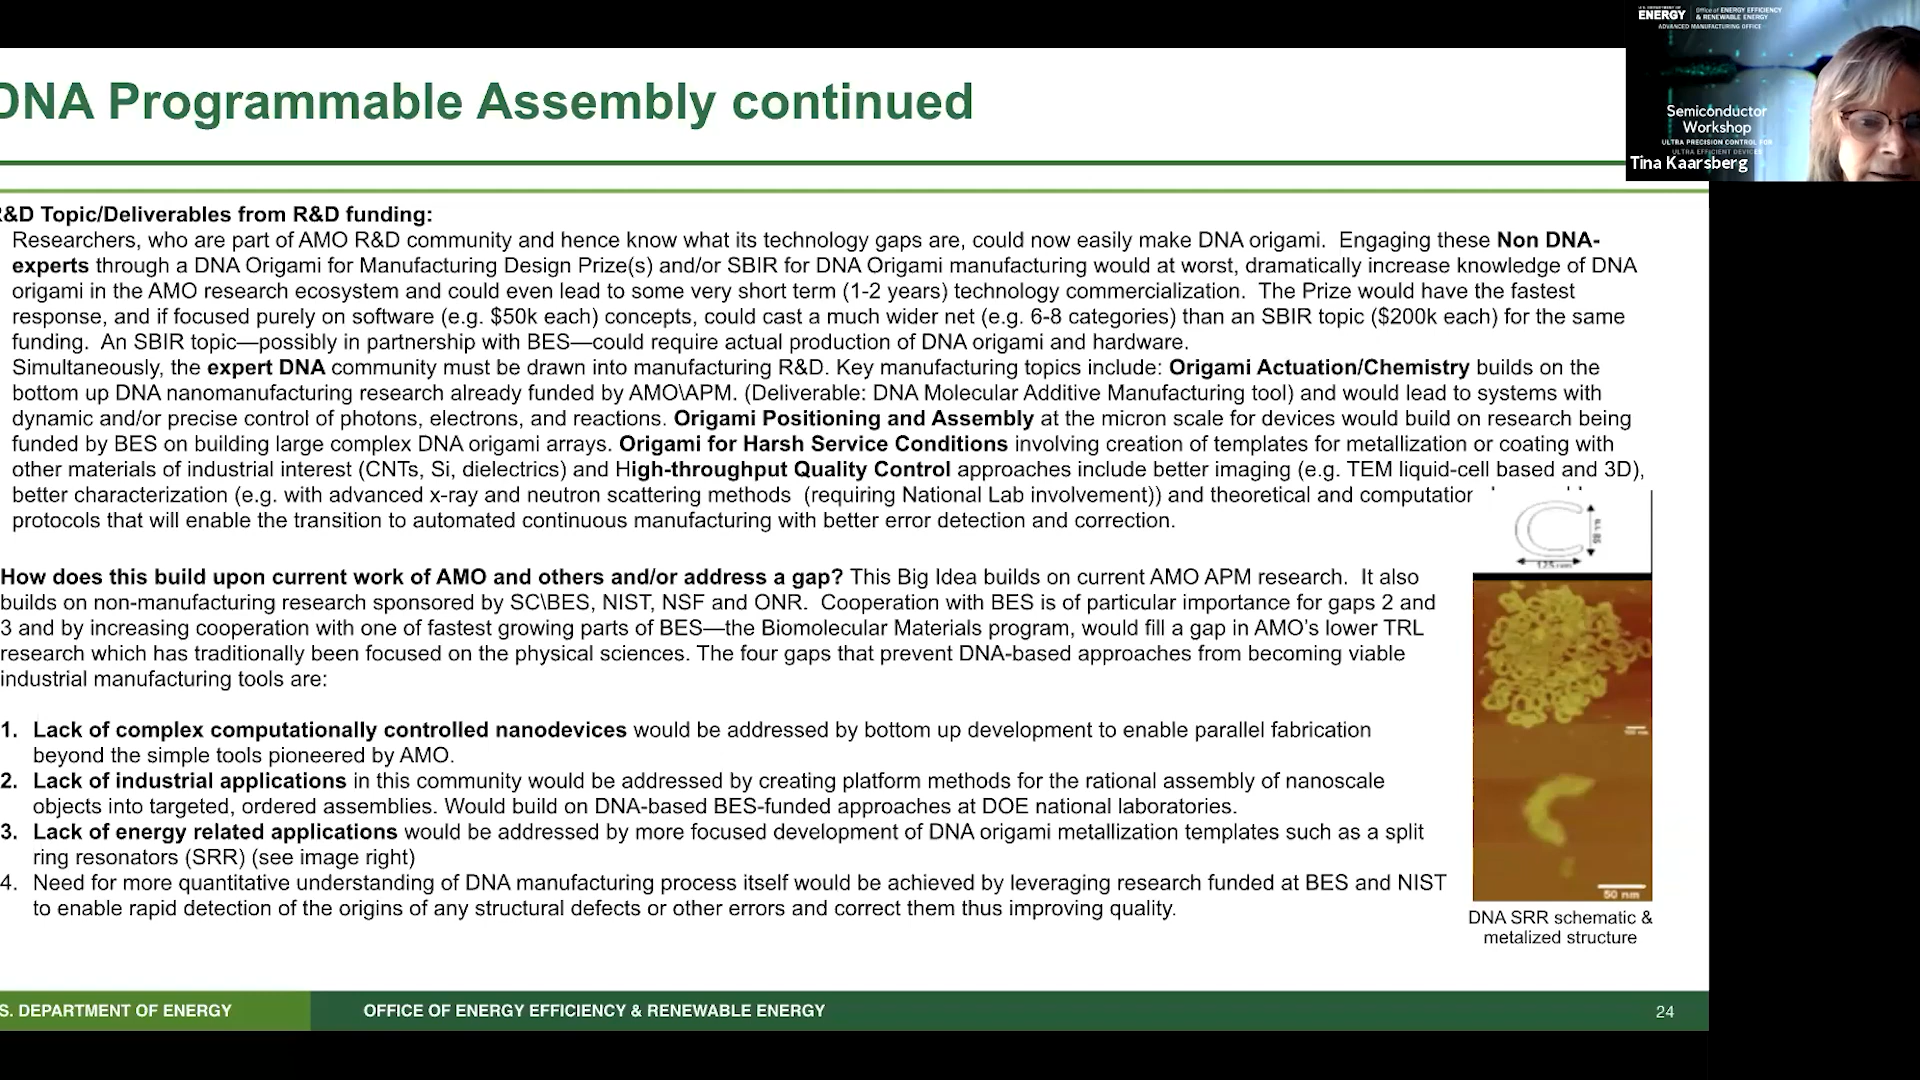 U.S. DEPARTMENT OF
ENERGY
Office of ENERGY EFFICIENCY
& RENEWABLE ENERGY
ADVANCED MANUFACTURING OFFICE
Semiconductor
Workshop
ULTRA PRECISION CONTROL FOR
ULTRA EFFICIENT DEVICES
Tina Kaarsberg
DNA Programmable Assembly continued
R&D Topic/Deliverables from R&D funding:
Researchers, who are part of AMO R&D community and hence know what its technology gaps are, could now easily make DNA origami.  Engaging these Non DNA-
experts through a DNA Origami for Manufacturing Design Prize(s) and/or SBIR for DNA Origami manufacturing would at worst, dramatically increase knowledge of DNA
origami in the AMO research ecosystem and could even lead to some very short term (1-2 years) technology commercialization.  The Prize would have the fastest
response, and if focused purely on software (e.g. $50k each) concepts, could cast a much wider net (e.g. 6-8 categories) than an SBIR topic ($200k each) for the same
funding.  An SBIR topic—possibly in partnership with BES—could require actual production of DNA origami and hardware.
Simultaneously, the expert DNA community must be drawn into manufacturing R&D. Key manufacturing topics include: Origami Actuation/Chemistry builds on the
bottom up DNA nanomanufacturing research already funded by AMO\APM. (Deliverable: DNA Molecular Additive Manufacturing tool) and would lead to systems with
dynamic and/or precise control of photons, electrons, and reactions. Origami Positioning and Assembly at the micron scale for devices would build on research being
funded by BES on building large complex DNA origami arrays. Origami for Harsh Service Conditions involving creation of templates for metallization or coating with
other materials of industrial interest (CNTs, Si, dielectrics) and High-throughput Quality Control approaches include better imaging (e.g. TEM liquid-cell based and 3D),
better characterization (e.g. with advanced x-ray and neutron scattering methods  (requiring National Lab involvement)) and theoretical and
protocols that will enable the transition to automated continuous manufacturing with better error detection and correction.
How does this build upon current work of AMO and others and/or address a gap? This Big Idea builds on current AMO APM research.  It also
builds on non-manufacturing research sponsored by SC\BES, NIST, NSF and ONR.  Cooperation with BES is of particular importance for gaps 2 and
3 and by increasing cooperation with one of fastest growing parts of BES—the Biomolecular Materials program, would fill a gap in AMO's lower TRL
research which has traditionally been focused on the physical sciences. The four gaps that prevent DNA-based approaches from becoming viable
industrial manufacturing tools are:
1. Lack of complex computationally controlled nanodevices would be addressed by bottom up development to enable parallel fabrication
beyond the simple tools pioneered by AMO.
2. Lack of industrial applications in this community would be addressed by creating platform methods for the rational assembly of nanoscale
objects into targeted, ordered assemblies. Would build on DNA-based BES-funded approaches at DOE national laboratories.
3. Lack of energy related applications would be addressed by more focused development of DNA origami metallization templates such as a split
ring resonators (SRR) (see image right)
4. Need for more quantitative understanding of DNA manufacturing process itself would be achieved by leveraging research funded at BES and NIST
to enable rapid detection of the origins of any structural defects or other errors and correct them thus improving quality.
50 nm
DNA SRR schematic &
metalized structure
S. DEPARTMENT OF ENERGY
OFFICE OF ENERGY EFFICIENCY & RENEWABLE ENERGY
24